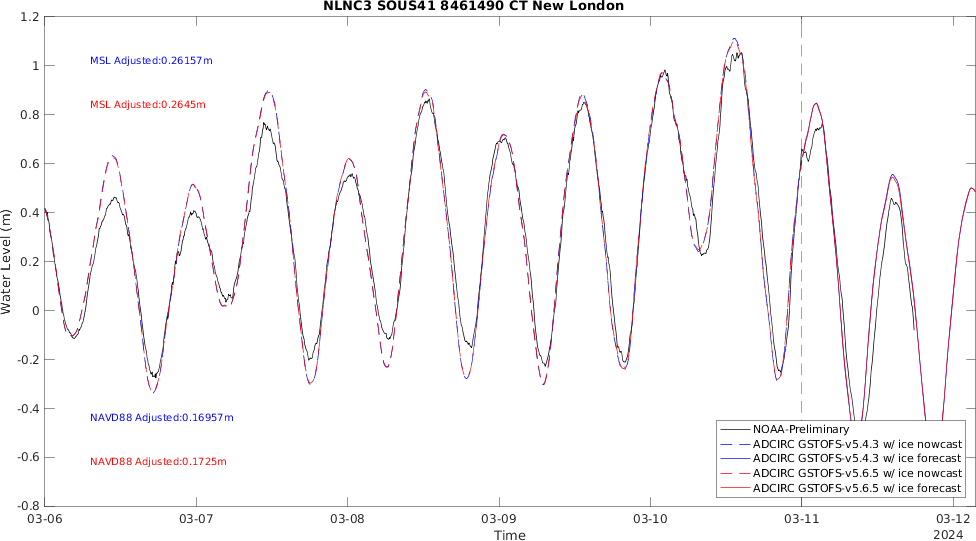 NLNC3 SOUS41 8461490 CT New London
1.2
1
0.8
0.6
0.4
0.2
0
-0.2
-0.4
-0.6
-0.8
Water Level (m)
MSL Adjusted:0.26157m
MSL Adjusted:0.2645m
NAVD88 Adjusted:0.16957m
NAVD88 Adjusted:0.1725m
NOAA-Preliminary
ADCIRC GSTOFS-v5.4.3 w/ ice nowcast
ADCIRC GSTOFS-v5.4.3 w/ ice forecast
ADCIRC GSTOFS-v5.6.5 w/ ice nowcast
ADCIRC GSTOFS-v5.6.5 w/ ice forecast
03-06 03-07 03-08 03-09 03-10 03-11 03-12
Time
2024